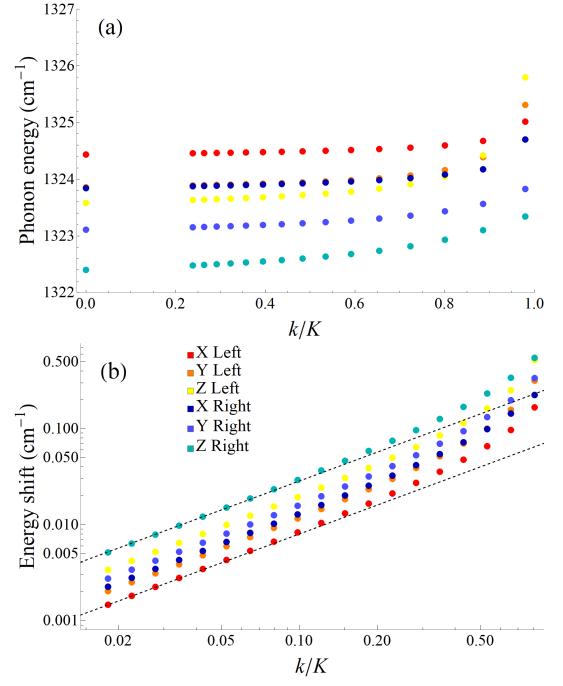 (a)
Phonon energy (cm⁻¹)
1327
1326
1325
1324
1323
1322
0.0 0.2 0.4 0.6 0.8 1.0
k/K
(b)
Energy shift (cm⁻¹)
0.500
0.100
0.050
0.010
0.005
0.001
X Left
Y Left
Z Left
X Right
Y Right
Z Right
0.02 0.05 0.10 0.20 0.50
k/K